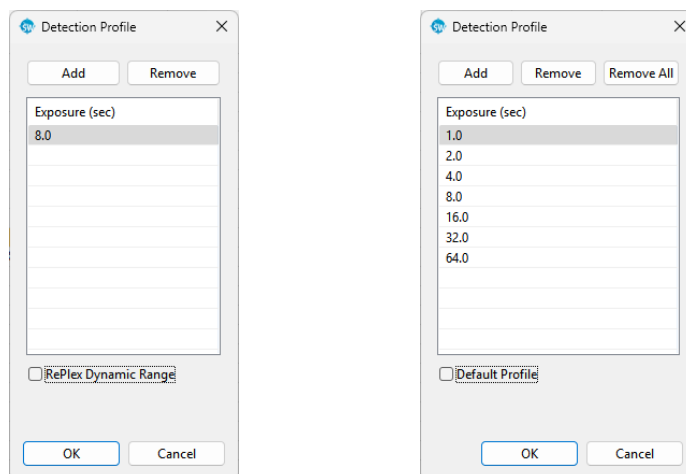 Detection Profile
Add Remove
Exposure (sec)
8.0
RePlex Dynamic Range
OK Cancel
Detection Profile
Add Remove Remove All
Exposure (sec)
1.0
2.0
4.0
8.0
16.0
32.0
64.0
Default Profile
OK Cancel